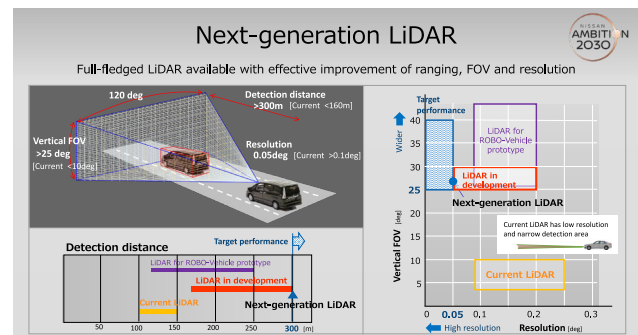 Next-generation LiDAR
NISSAN
AMBITION
2030
Full-fledged LiDAR available with effective improvement of ranging, FOV and resolution
120 deg
Detection distance
>300m [Current <160m]
Vertical FOV
>25 deg
[Current <10deg]
Resolution
0.05deg [Current >0.1deg]
Target performance
Detection distance
LiDAR for ROBO-Vehicle prototype
LiDAR in development
Current LiDAR
Next-generation LiDAR
50 100 150 200 250 300 (m)
Target
performance
Wider
Vertical FOV [deg]
40
35
30
25
20
15
10
5
LiDAR for
ROBO-Vehicle
prototype
LiDAR in
development
Next-generation LiDAR
Current LiDAR has low resolution
and narrow detection area
Current LiDAR
0 0.05 0.1 0.2 0.3
High resolution
Resolution [deg]